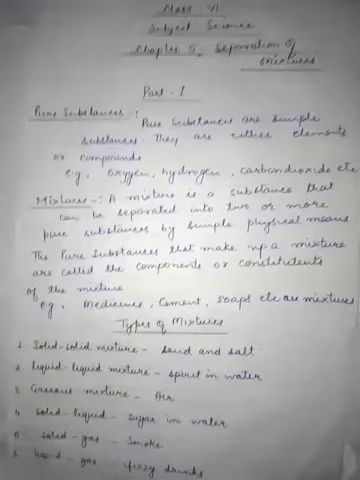 Class - VI
Subject Science
Chapter 5. Separation of
mixtures
Part - 1
Pure Substances -:
Pure Substances are simple
substances. They are either elements
or compounds
e.g, oxygen, hydrogen, carbondioxide etc
Mixtures -: A mixture is a substance that
can be separated into two or more
pure substances by simple physical means
The Pure Substances that make up a mixture
are called the components or constituents
of the mixture.
eg, Medicines, Cement, soaps etc are mixtures
Types of Mixtures
1. Solid-solid mixture - sand and salt
2. liquid-liquid mixture - spirit in water
3. Gaseous mixture - Air
4. solid-liquid - sugar in water
5. solid-gas - smoke
6. liquid - gas - fizzy drinks